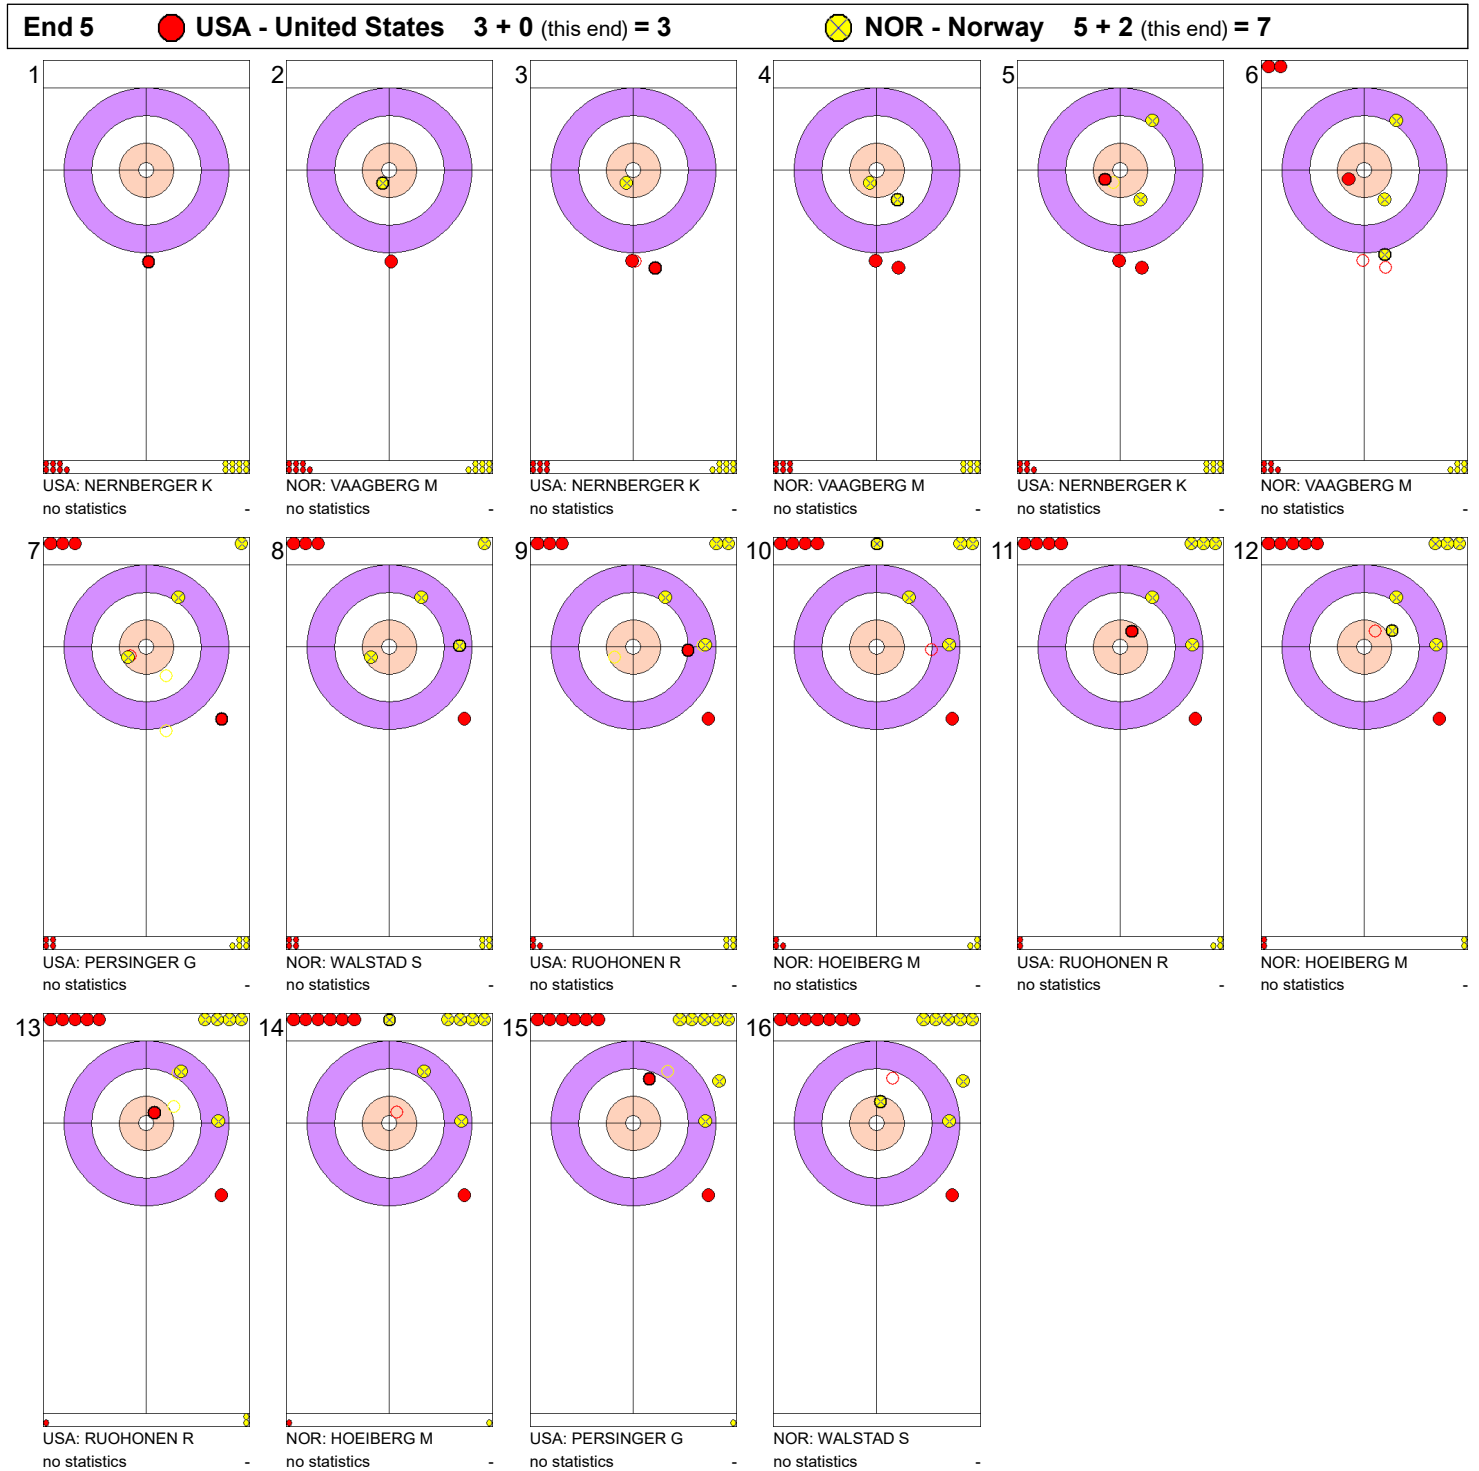 End 5 USA - United States 3 + 0 (this end) = 3 NOR - Norway 5 + 2 (this end) = 7
1 2 3 4 5 6
USA: NERNBERGER K NOR: VAAGBERG M USA: NERNBERGER K NOR: VAAGBERG M USA: NERNBERGER K NOR: VAAGBERG M
no statistics - no statistics - no statistics - no statistics - no statistics - no statistics -
7 8 9 10 11 12
USA: PERSINGER G NOR: WALSTAD S USA: RUOHONEN R NOR: HOEIBERG M USA: RUOHONEN R NOR: HOEIBERG M
no statistics - no statistics - no statistics - no statistics - no statistics - no statistics -
13 14 15 16
USA: RUOHONEN R NOR: HOEIBERG M USA: PERSINGER G NOR: WALSTAD S
no statistics - no statistics - no statistics - no statistics -